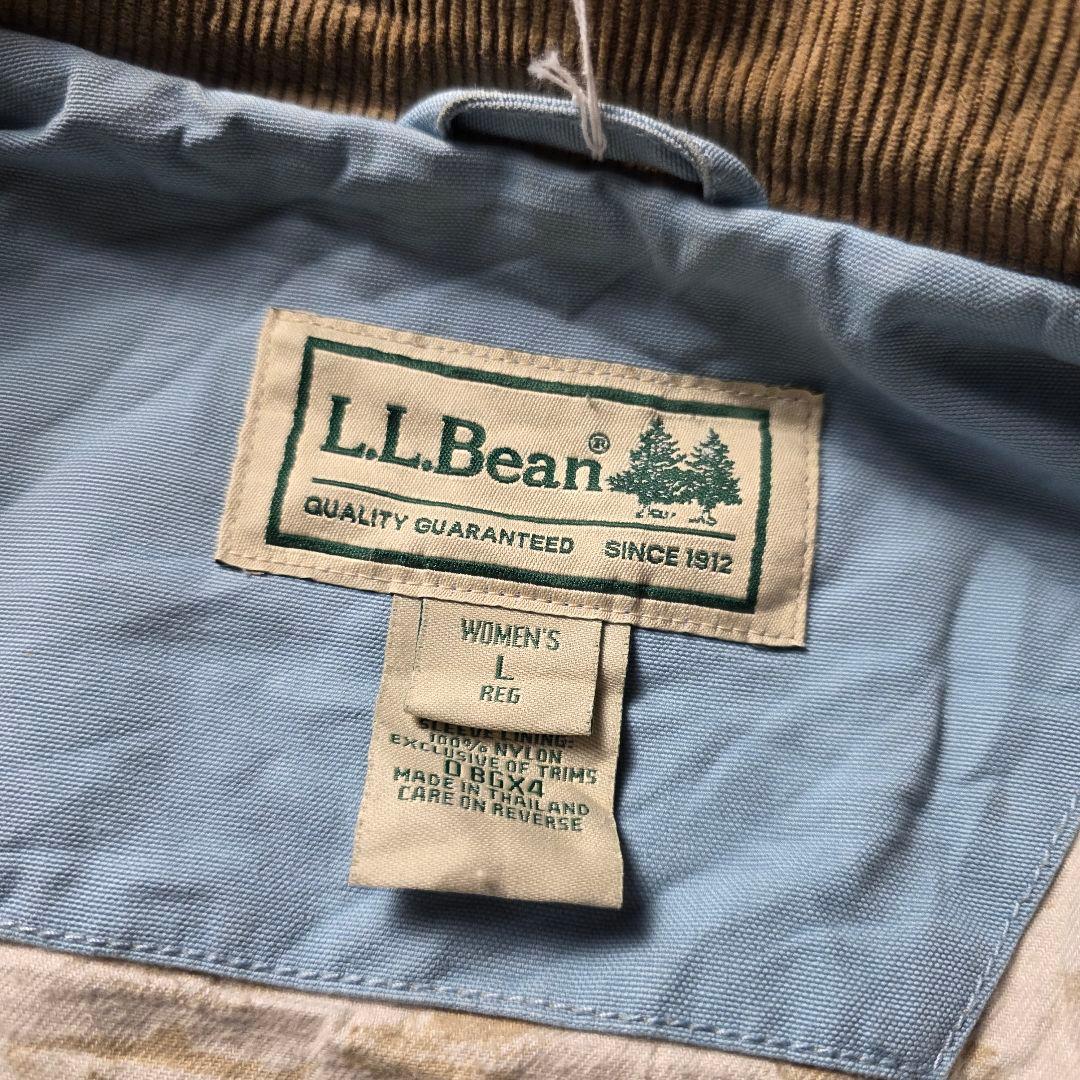 L.L.Bean®
QUALITY GUARANTEED SINCE 1912
WOMEN'S
L
REG
SLEEVE LINING:
100% NYLON
EXCLUSIVE OF TRIMS
0 BGX4
MADE IN THAILAND
CARE ON REVERSE